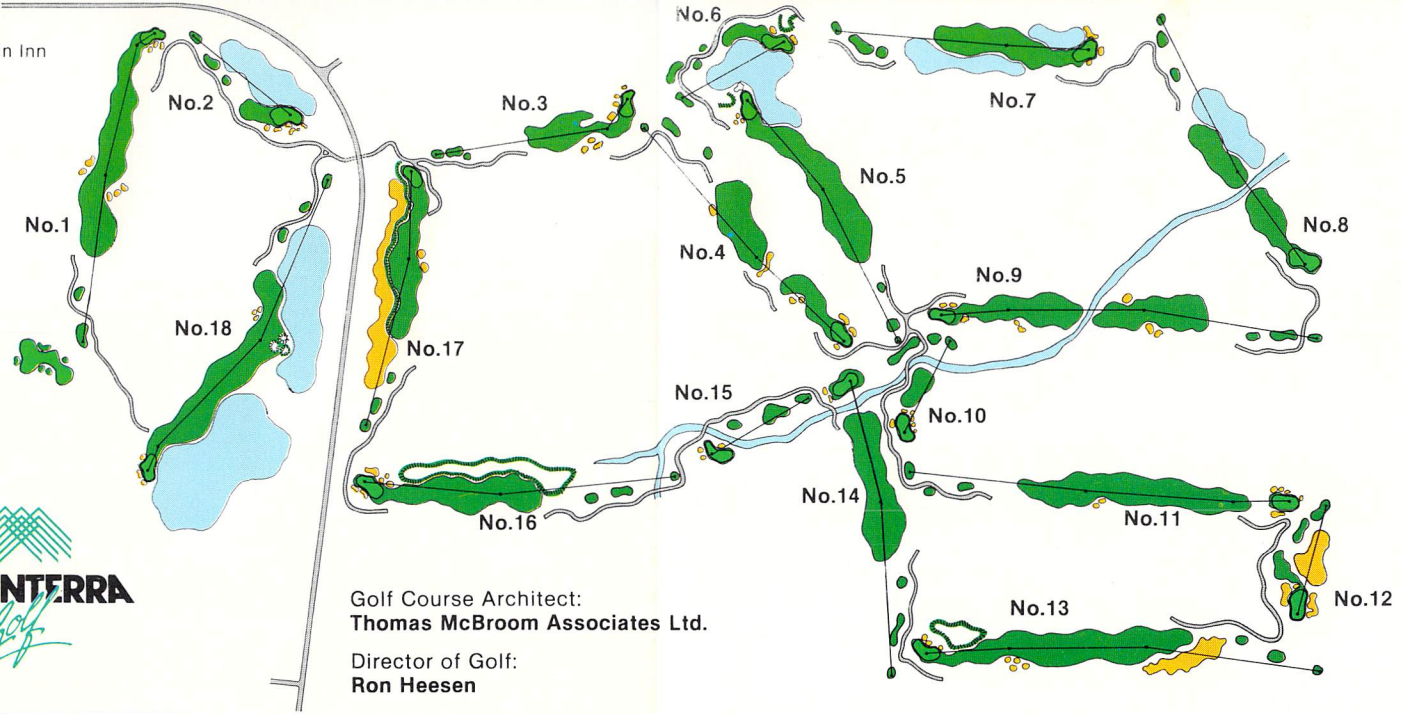 n Inn
No.1
No.2
No.3
No.4
No.5
No.6
No.7
No.8
No.9
No.10
No.11
No.12
No.13
No.14
No.15
No.16
No.17
No.18
NTERRA
Golf
Golf Course Architect:
Thomas McBroom Associates Ltd.
Director of Golf:
Ron Heesen